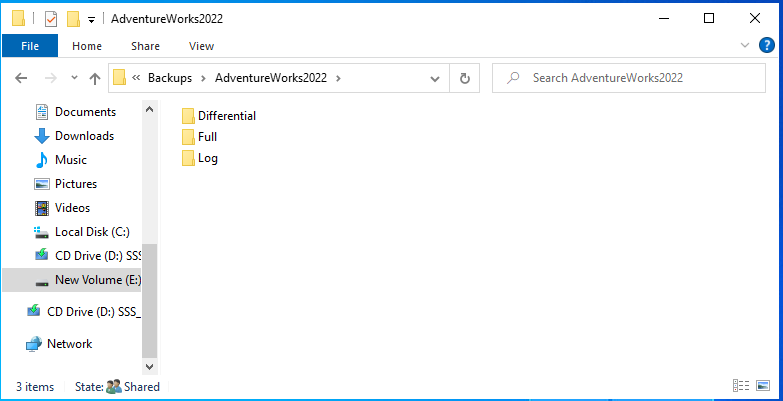 AdventureWorks2022
File Home Share View
« Backups > AdventureWorks2022 > Search AdventureWorks2022
Documents
Downloads
Music
Pictures
Videos
Local Disk (C:)
CD Drive (D:) SSS
New Volume (E:)
CD Drive (D:) SSS_
Network
Differential
Full
Log
3 items State: Shared